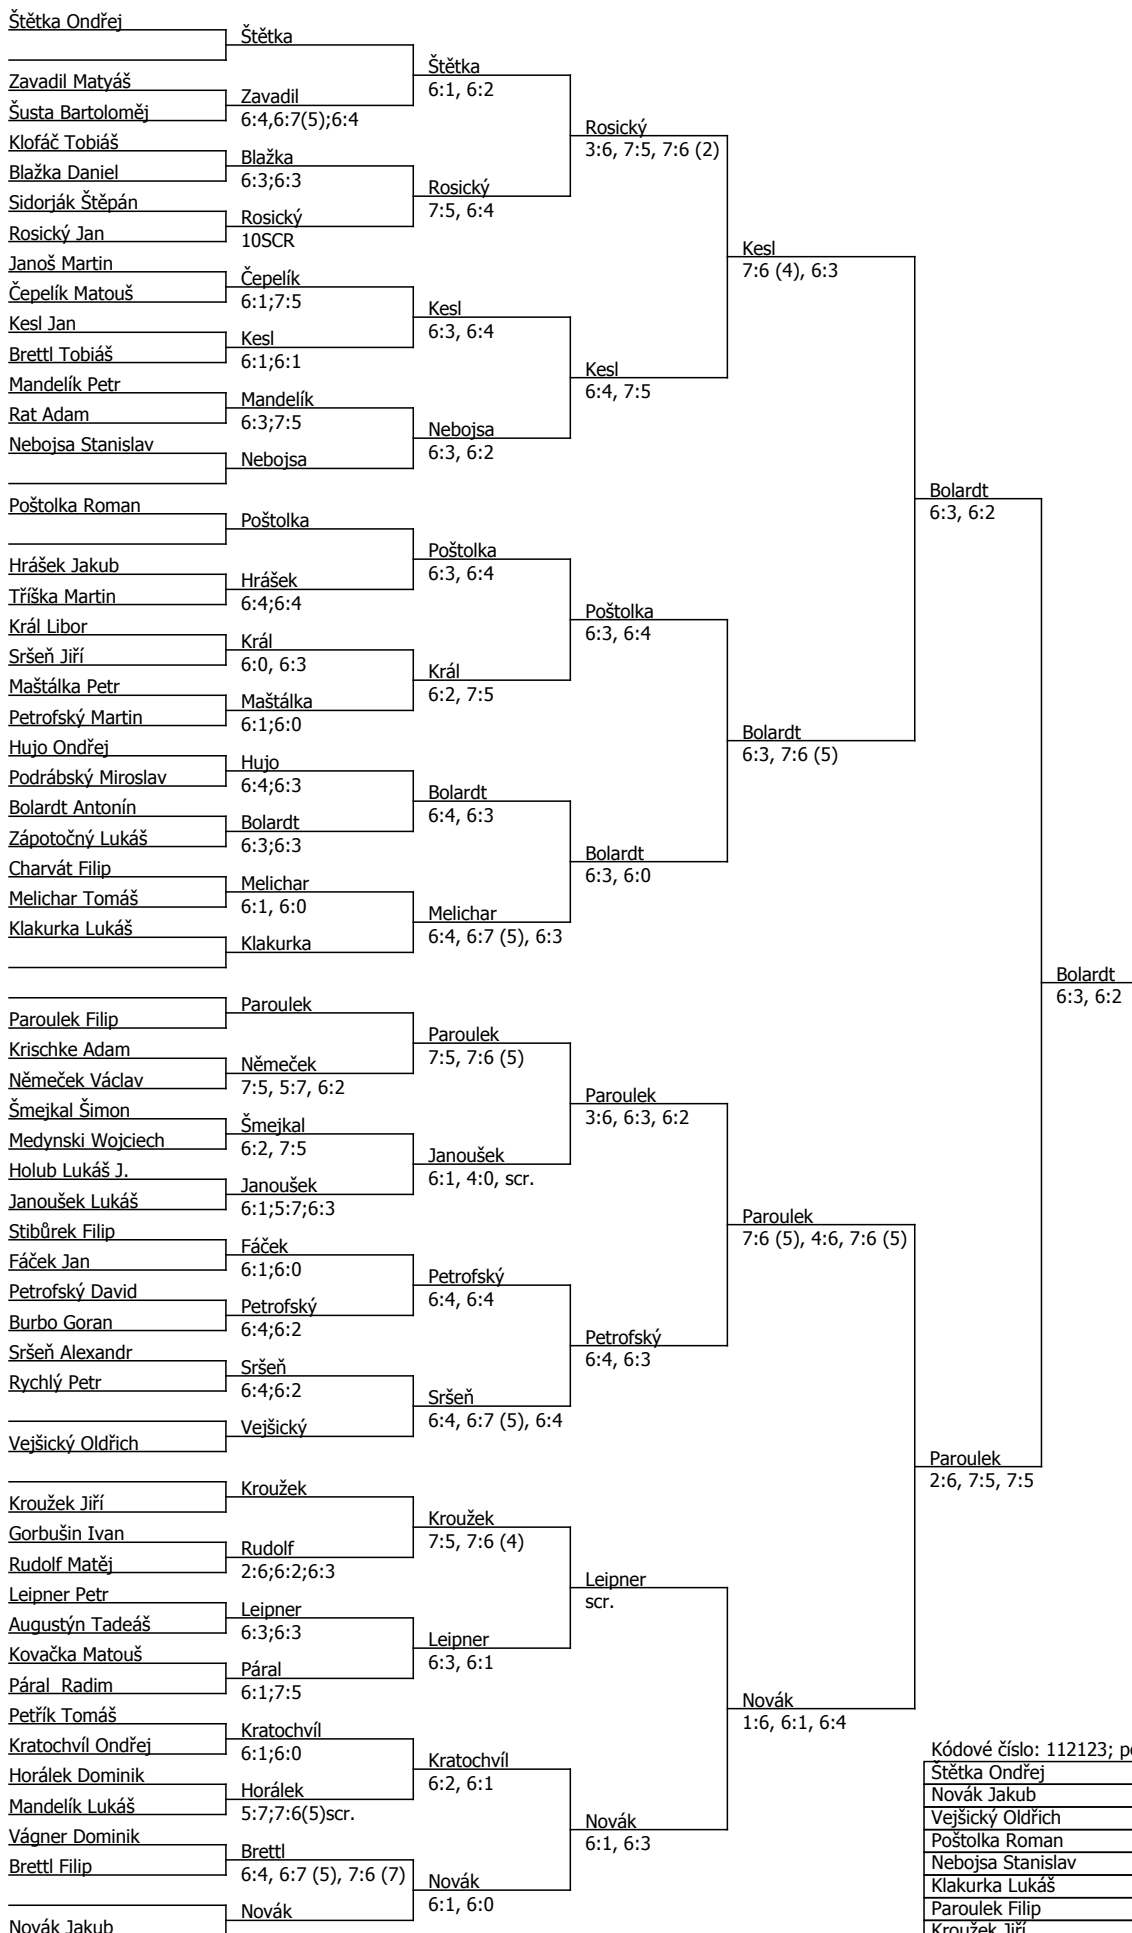 Štětka Ondřej
Zavadil Matyáš
Šusta Bartoloměj
Klofáč Tobiáš
Blažka Daniel
Sidorják Štěpán
Rosický Jan
Janoš Martin
Čepelík Matouš
Kesl Jan
Brettl Tobiáš
Mandelík Petr
Rat Adam
Nebojsa Stanislav
Poštolka Roman
Hrášek Jakub
Tříška Martin
Král Libor
Sršeň Jiří
Maštálka Petr
Petrofský Martin
Hujo Ondřej
Podrábský Miroslav
Bolardt Antonín
Zápotočný Lukáš
Charvát Filip
Melichar Tomáš
Klakurka Lukáš
Paroulek Filip
Krischke Adam
Němeček Václav
Šmejkal Šimon
Medynski Wojciech
Holub Lukáš J.
Janoušek Lukáš
Stibůrek Filip
Fáček Jan
Petrofský David
Burbo Goran
Sršeň Alexandr
Rychlý Petr
Vejšický Oldřich
Kroužek Jiří
Gorbušin Ivan
Rudolf Matěj
Leipner Petr
Augustýn Tadeáš
Kovačka Matouš
Páral  Radim
Petřík Tomáš
Kratochvíl Ondřej
Horálek Dominik
Mandelík Lukáš
Vágner Dominik
Brettl Filip
Novák Jakub
Štětka
Zavadil
6:4,6:7(5);6:4
Blažka
6:3;6:3
Rosický
10SCR
Čepelík
6:1;7:5
Kesl
6:1;6:1
Mandelík
6:3;7:5
Nebojsa
Poštolka
Hrášek
6:4;6:4
Král
6:0, 6:3
Maštálka
6:1;6:0
Hujo
6:4;6:3
Bolardt
6:3;6:3
Melichar
6:1, 6:0
Klakurka
Paroulek
Němeček
7:5, 5:7, 6:2
Šmejkal
6:2, 7:5
Janoušek
6:1;5:7;6:3
Fáček
6:1;6:0
Petrofský
6:4;6:2
Sršeň
6:4;6:2
Vejšický
Kroužek
Rudolf
2:6;6:2;6:3
Leipner
6:3;6:3
Páral
6:1;7:5
Kratochvíl
6:1;6:0
Horálek
5:7;7:6(5)scr.
Brettl
6:4, 6:7 (5), 7:6 (7)
Novák
Štětka
6:1, 6:2
Rosický
7:5, 6:4
Kesl
6:3, 6:4
Nebojsa
6:3, 6:2
Poštolka
6:3, 6:4
Král
6:2, 7:5
Bolardt
6:4, 6:3
Melichar
6:4, 6:7 (5), 6:3
Paroulek
7:5, 7:6 (5)
Janoušek
6:1, 4:0, scr.
Petrofský
6:4, 6:4
Sršeň
6:4, 6:7 (5), 6:4
Kroužek
7:5, 7:6 (4)
Leipner
6:3, 6:1
Kratochvíl
6:2, 6:1
Novák
6:1, 6:0
Rosický
3:6, 7:5, 7:6 (2)
Kesl
6:4, 7:5
Poštolka
6:3, 6:4
Bolardt
6:3, 6:0
Paroulek
3:6, 6:3, 6:2
Petrofský
6:4, 6:3
Leipner
scr.
Novák
6:1, 6:3
Kesl
7:6 (4), 6:3
Bolardt
6:3, 7:6 (5)
Paroulek
7:6 (5), 4:6, 7:6 (5)
Novák
1:6, 6:1, 6:4
Bolardt
6:3, 6:2
Paroulek
2:6, 7:5, 7:5
Bolardt
6:3, 6:2
Kódové číslo: 112123;
Štětka Ondřej
Novák Jakub
Vejšický Oldřich
Poštolka Roman
Nebojsa Stanislav
Klakurka Lukáš
Paroulek Filip
Kroužek Jiří